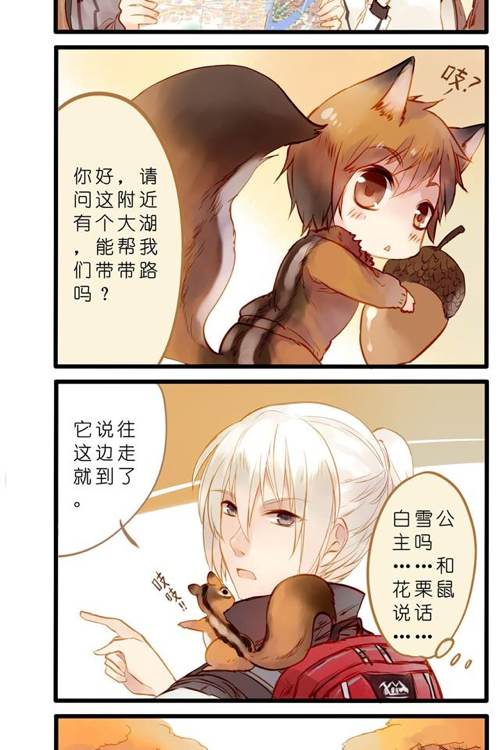 吱?
你好，请
问这附近
有个大湖
，能帮我
们带带路
吗？
它说往
这边走
就到了
。
吱吱!!
白雪公
主吗
……和
花栗鼠
说话
……